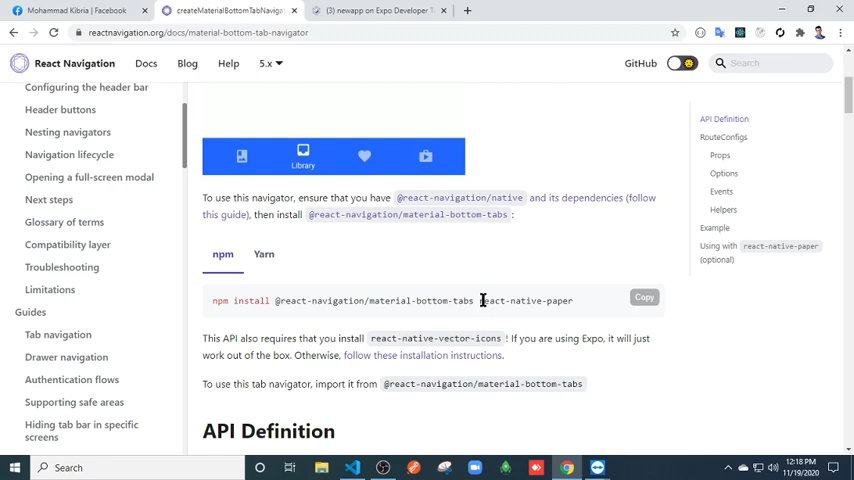 Mohammad Kibria | Facebook
createMaterialBottomTabNavigat
(3) newapp on Expo Developer T
reactnavigation.org/docs/material-bottom-tab-navigator
React Navigation
Docs
Blog
Help
5.x
GitHub
Search
Configuring the header bar
Header buttons
Nesting navigators
Navigation lifecycle
Opening a full-screen modal
Next steps
Glossary of terms
Compatibility layer
Troubleshooting
Limitations
Guides
Tab navigation
Drawer navigation
Authentication flows
Supporting safe areas
Hiding tab bar in specific
screens
Library
To use this navigator, ensure that you have @react-navigation/native and its dependencies (follow
this guide), then install @react-navigation/material-bottom-tabs :
npm
Yarn
npm install @react-navigation/material-bottom-tabs react-native-paper
Copy
This API also requires that you install react-native-vector-icons ! If you are using Expo, it will just
work out of the box. Otherwise, follow these installation instructions.
To use this tab navigator, import it from @react-navigation/material-bottom-tabs
API Definition
API Definition
RouteConfigs
Props
Options
Events
Helpers
Example
Using with react-native-paper
(optional)
Search
12:18 PM
11/19/2020